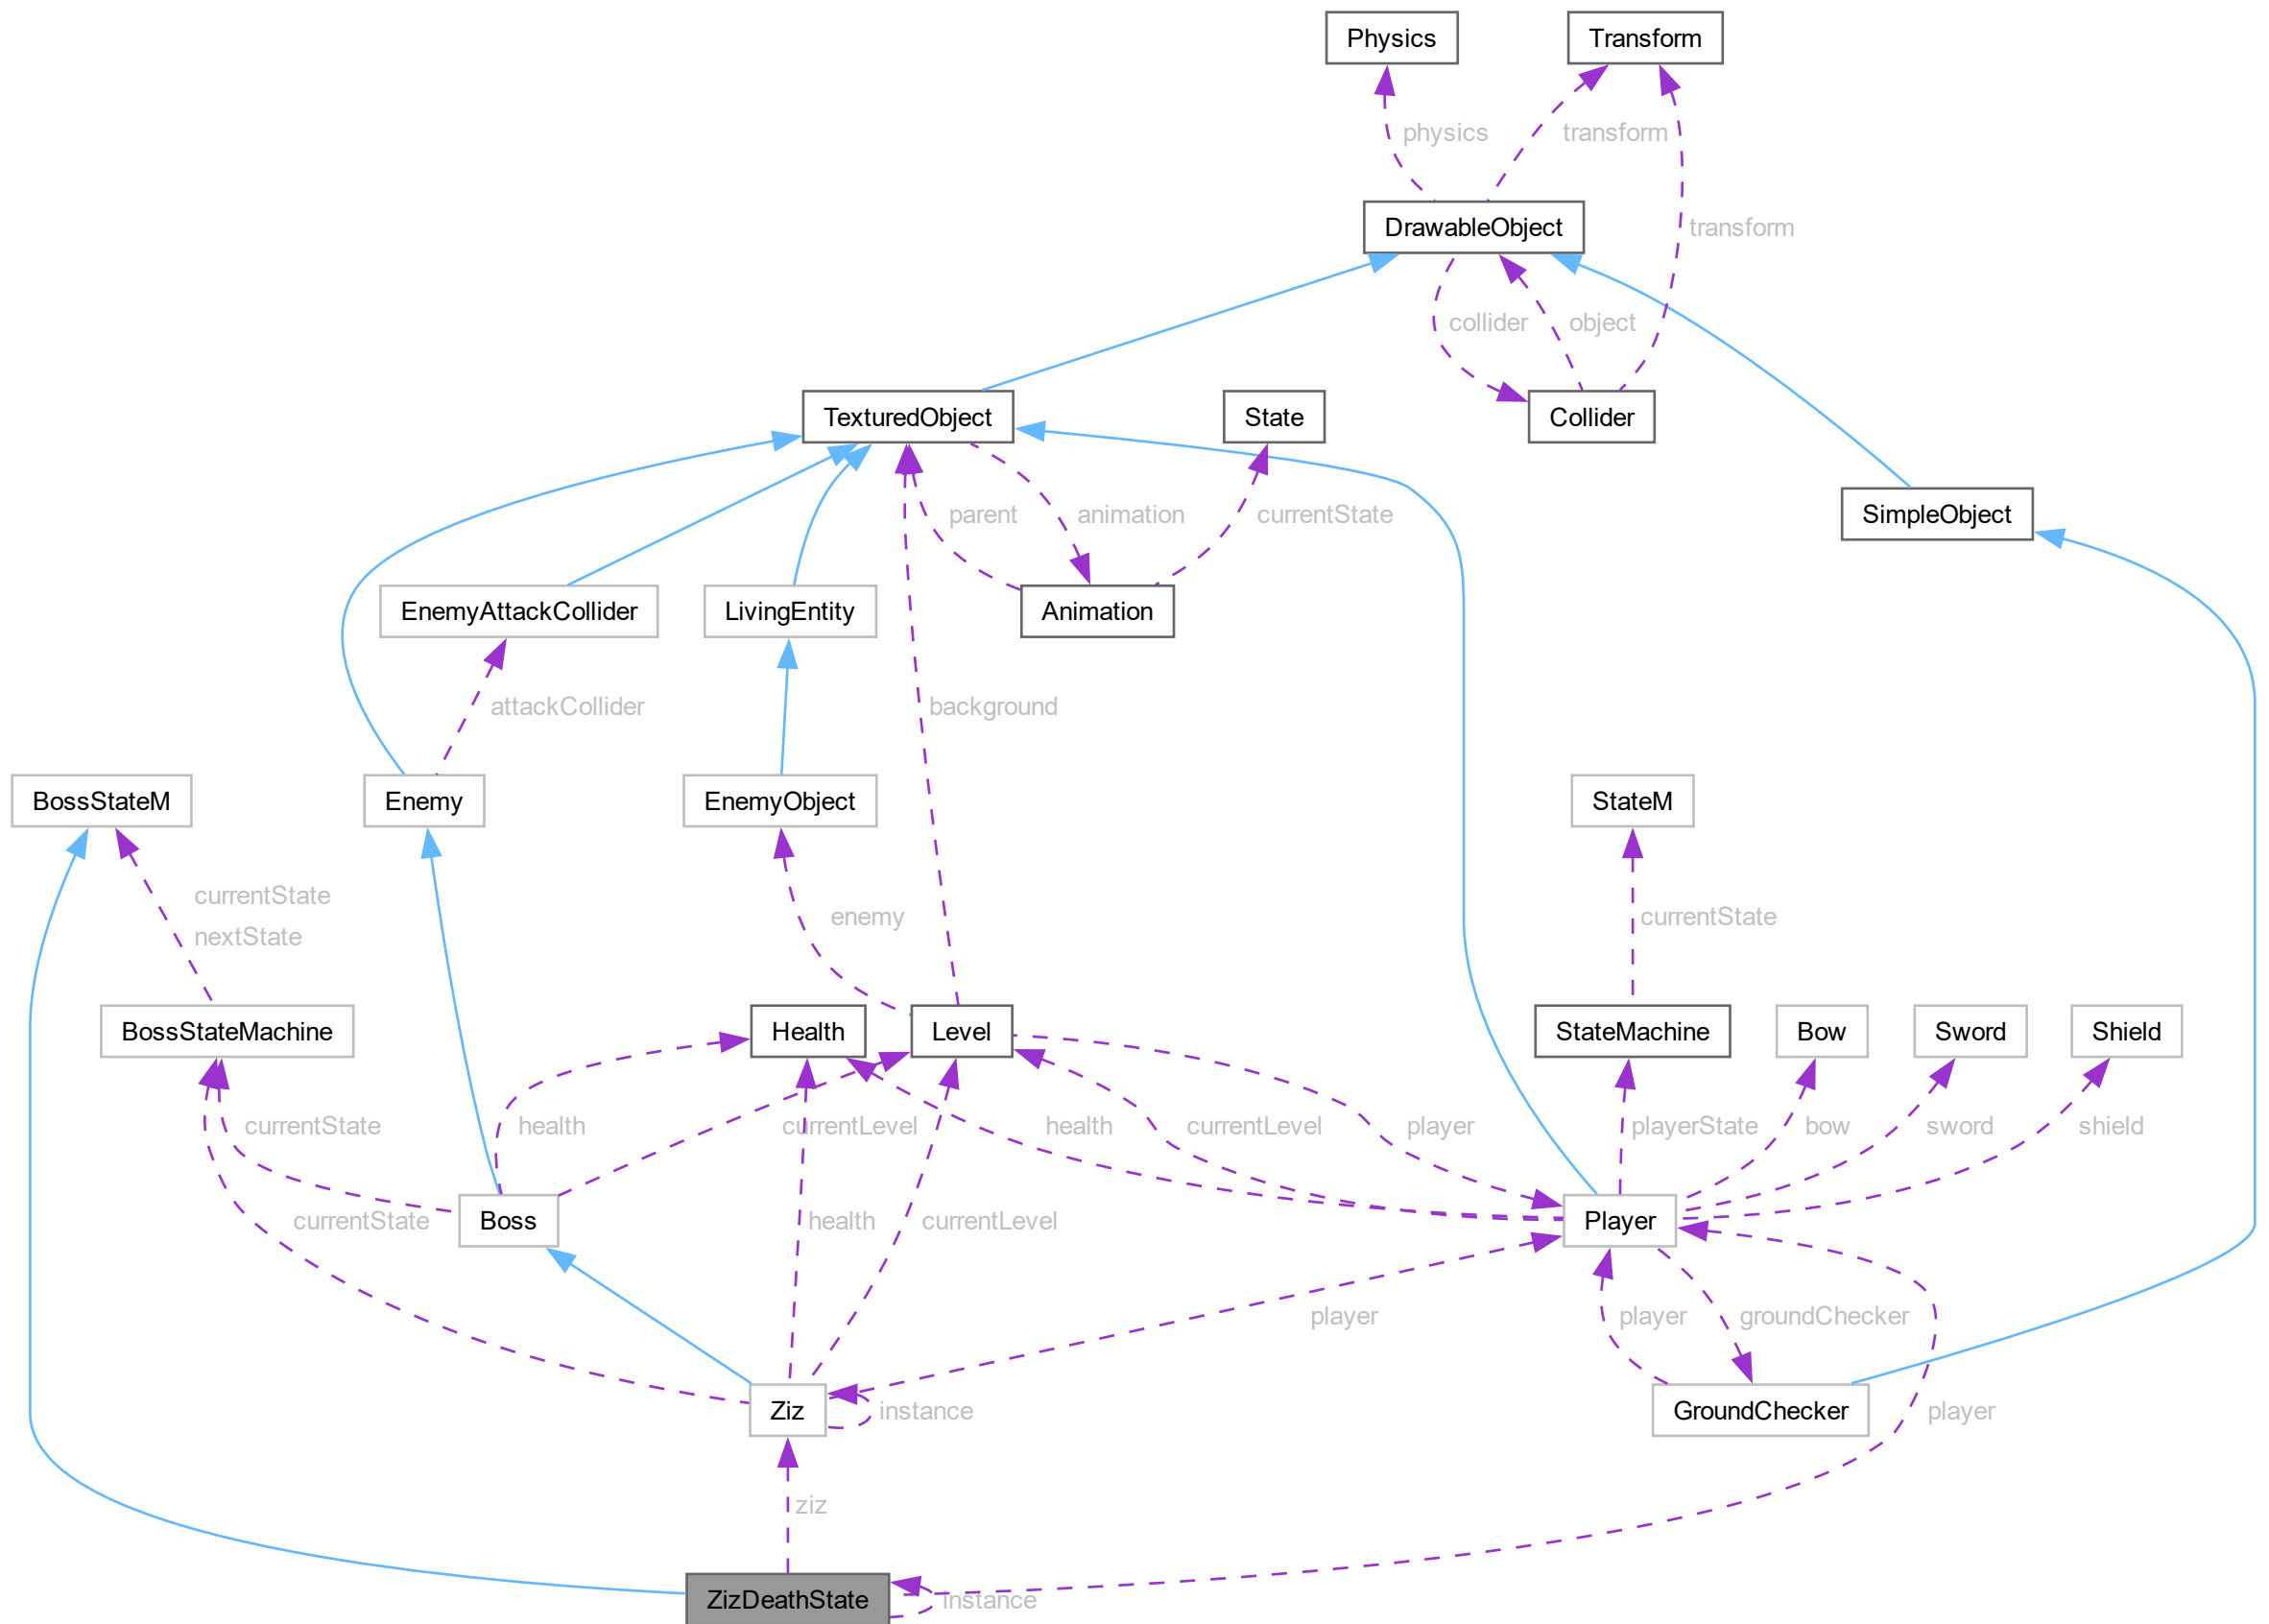 Physics
Transform
physics
transform
DrawableObject
transform
collider
object
TexturedObject
State
Collider
parent
animation
currentState
SimpleObject
EnemyAttackCollider
LivingEntity
Animation
attackCollider
background
BossStateM
Enemy
EnemyObject
StateM
currentState
nextState
enemy
currentState
BossStateMachine
Health
Level
StateMachine
Bow
Sword
Shield
currentState
health
currentLevel
health
currentLevel
player
playerState
bow
sword
shield
currentState
Boss
health
currentLevel
Player
player
player
groundChecker
Ziz
instance
GroundChecker
player
ziz
ZizDeathState
instance